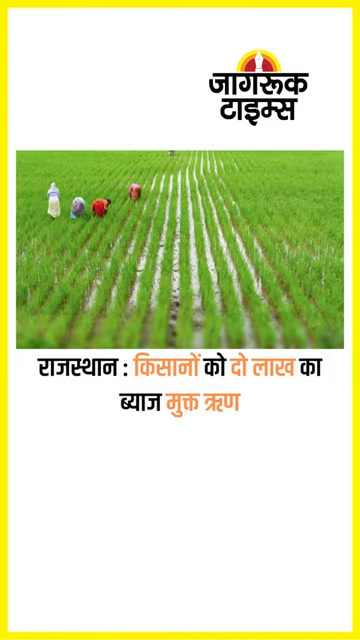 जागरूक
टाइम्स
राजस्थान : किसानों को दो लाख का
ब्याज मुक्त ऋण